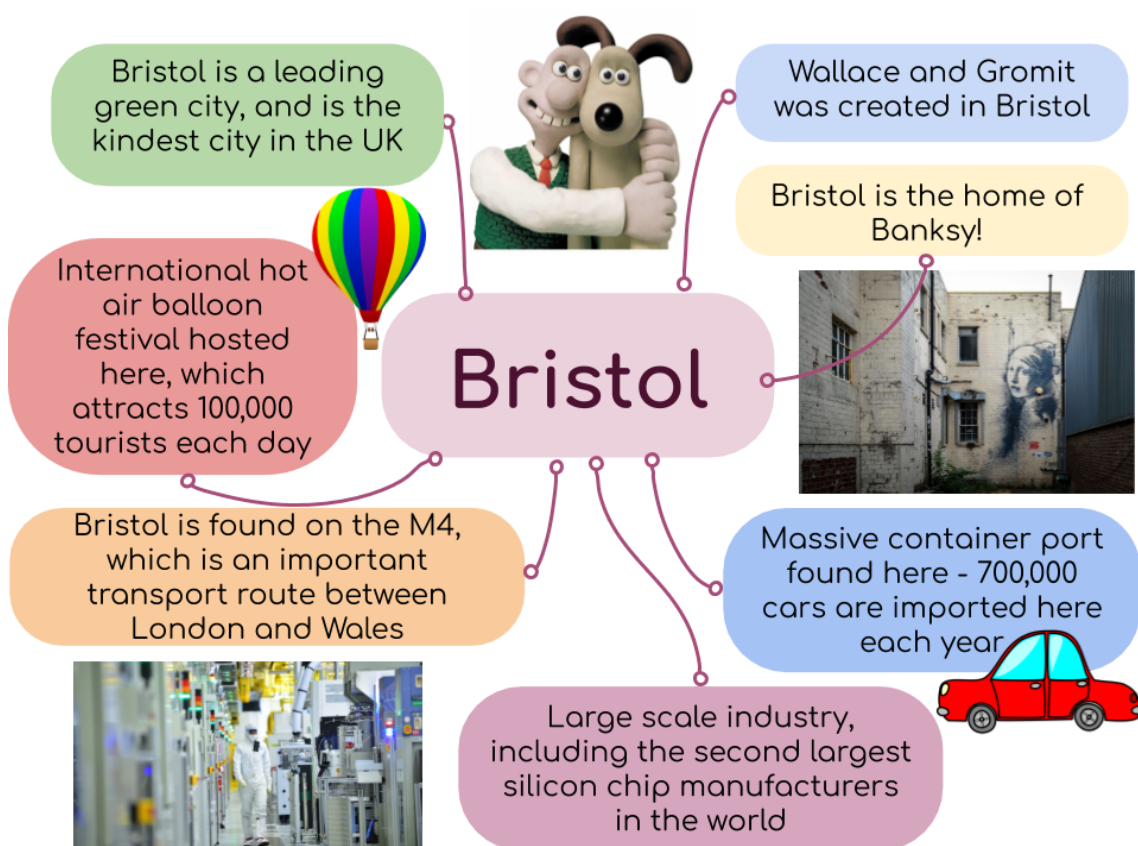 Bristol is a leading
green city, and is the
kindest city in the UK
Wallace and Gromit
was created in Bristol
Bristol is the home of
Banksy!
International hot
air balloon
festival hosted
here, which
attracts 100,000
tourists each day
Bristol
Bristol is found on the M4,
which is an important
transport route between
London and Wales
Massive container port
found here - 700,000
cars are imported here
each year
Large scale industry,
including the second largest
silicon chip manufacturers
in the world